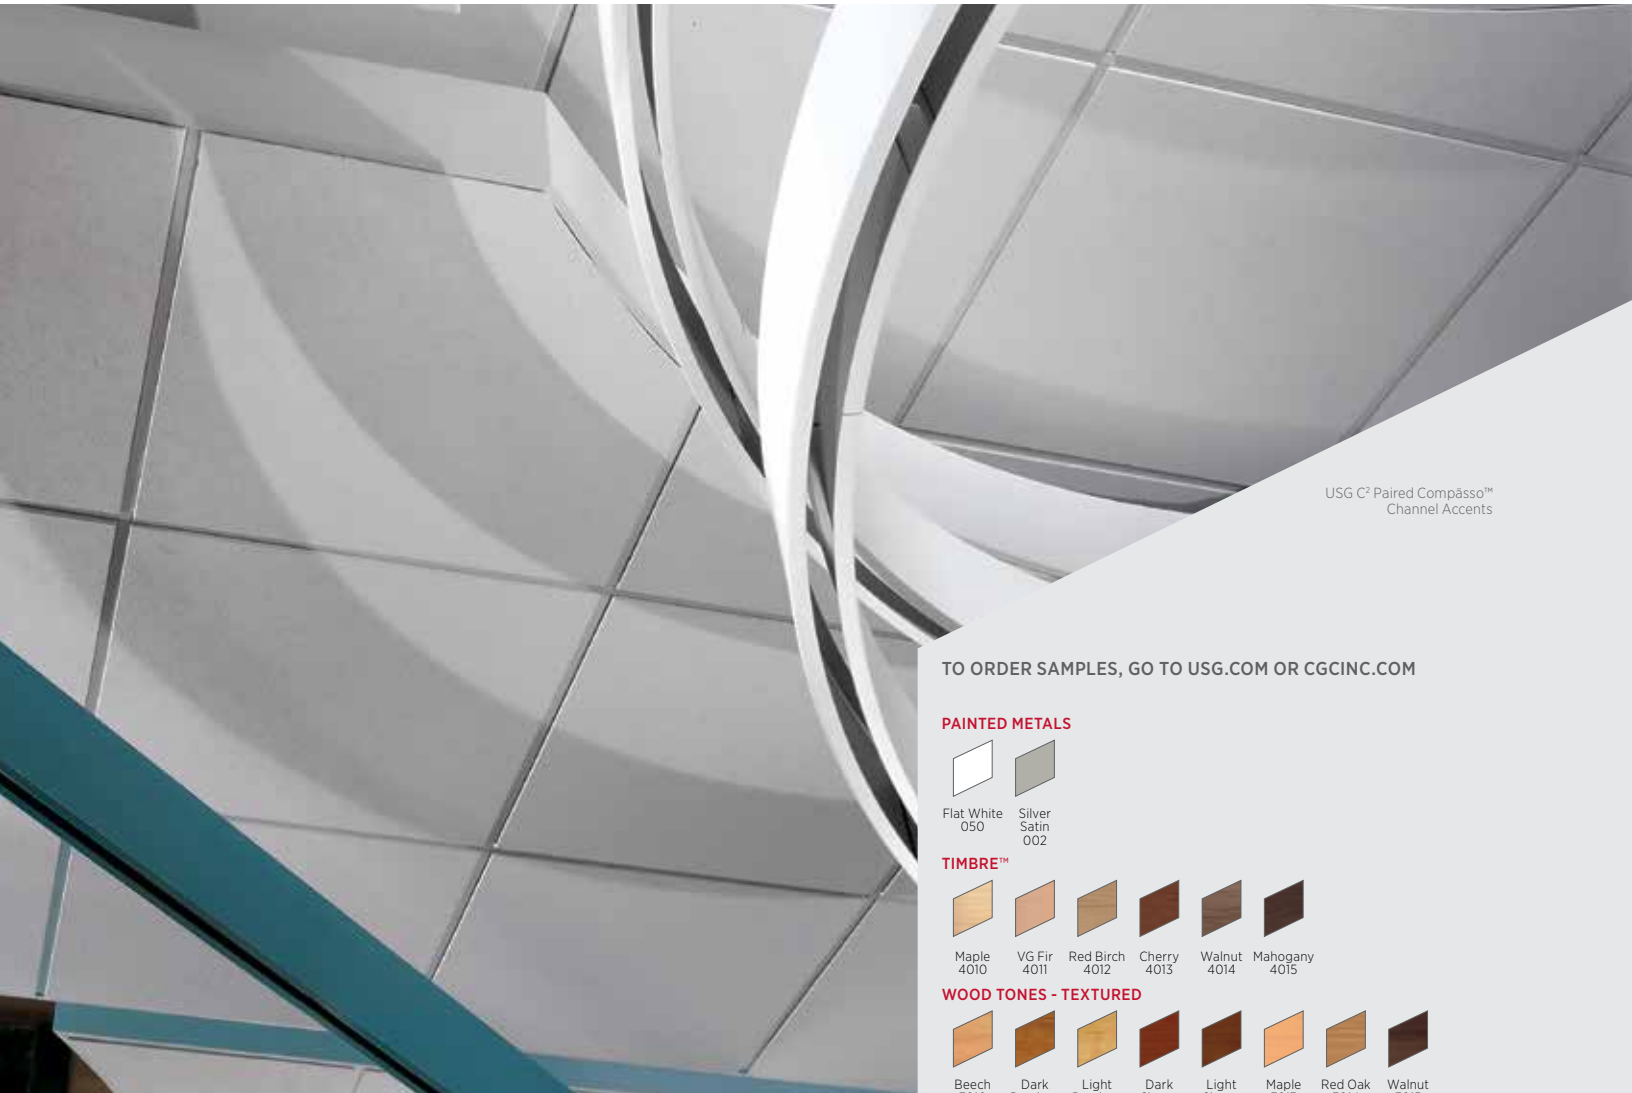 USG C² Paired Compässo™
Channel Accents
TO ORDER SAMPLES, GO TO USG.COM OR CGCINC.COM
PAINTED METALS
Flat White
050
Silver
Satin
002
TIMBRE™
Maple
4010
VG Fir
4011
Red Birch
4012
Cherry
4013
Walnut
4014
Mahogany
4015
WOOD TONES - TEXTURED
Beech
Dark
Light
Dark
Light
Maple
Red Oak
Walnut